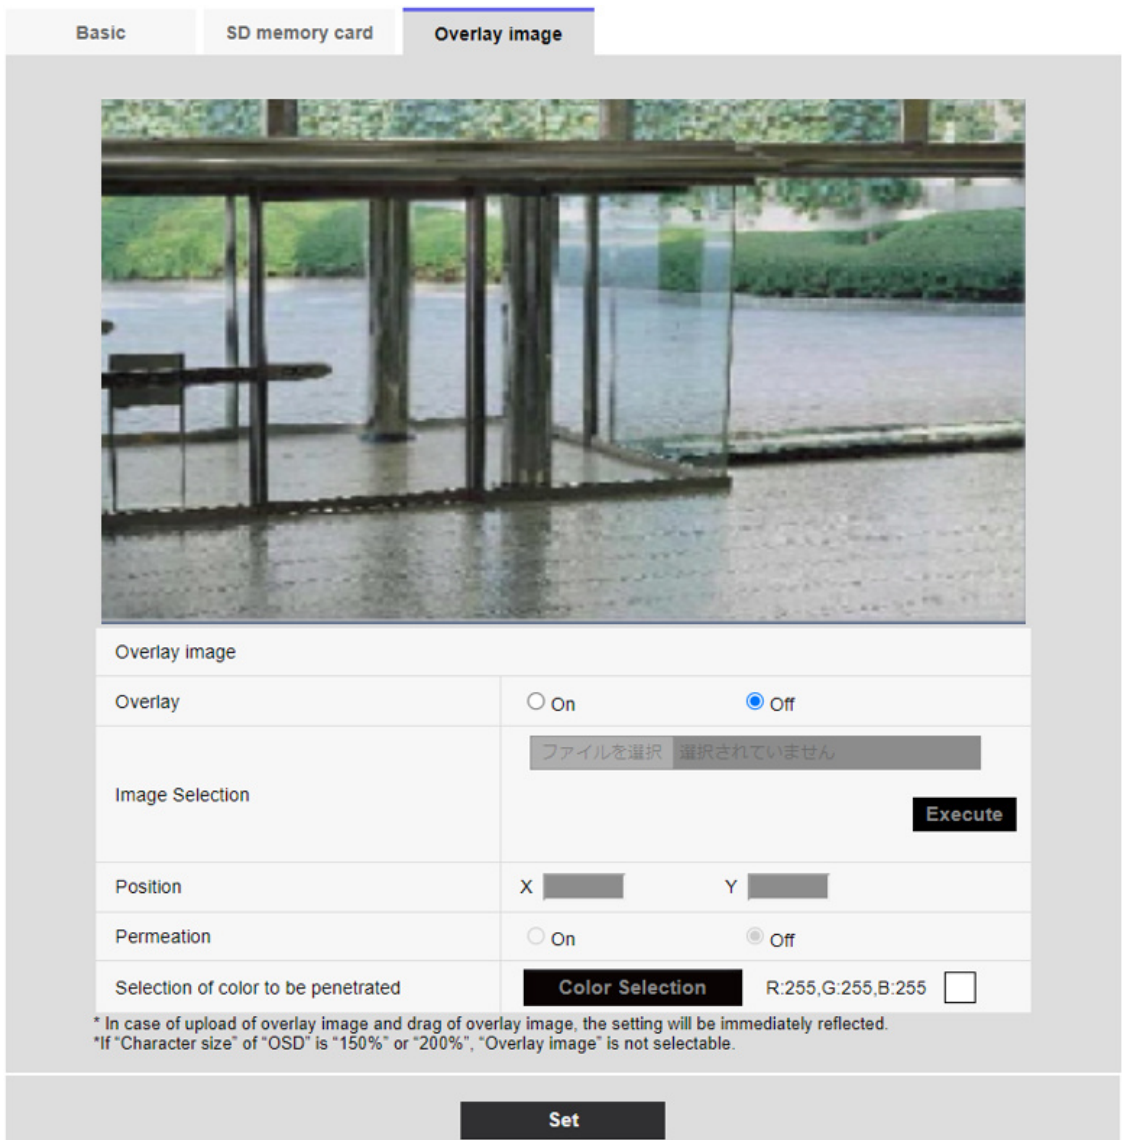 Basic SD memory card Overlay image
Overlay image
Overlay On Off
ファイルを選択 選択されていません
Image Selection
Execute
Position X Y
Permeation On Off
Selection of color to be penetrated Color Selection R:255,G:255,B:255
* In case of upload of overlay image and drag of overlay image, the setting will be immediately reflected.
*If “Character size” of “OSD” is “150%” or “200%”, “Overlay image” is not selectable.
Set